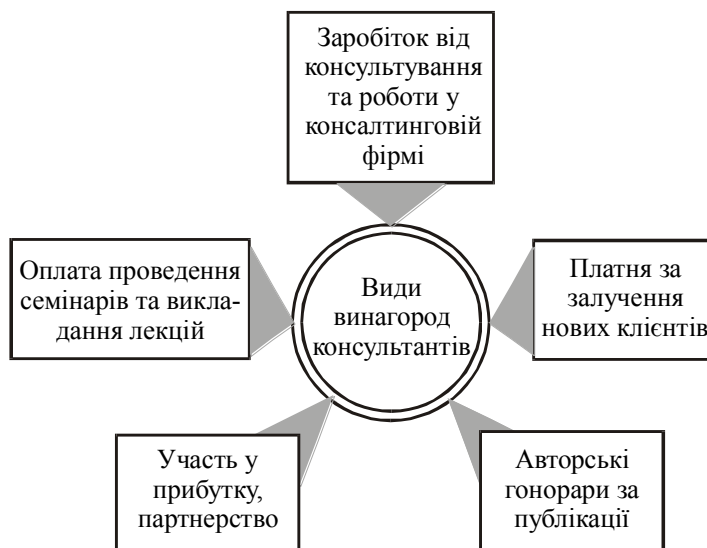 Заробіток від
консультування
та роботи у
консалтинговій
фірмі
Оплата проведення
семінарів та викла-
дання лекцій
Види
винагород
консультантів
Платня за
залучення
нових клієнтів
Участь у
прибутку,
партнерство
Авторські
гонорари за
публікації